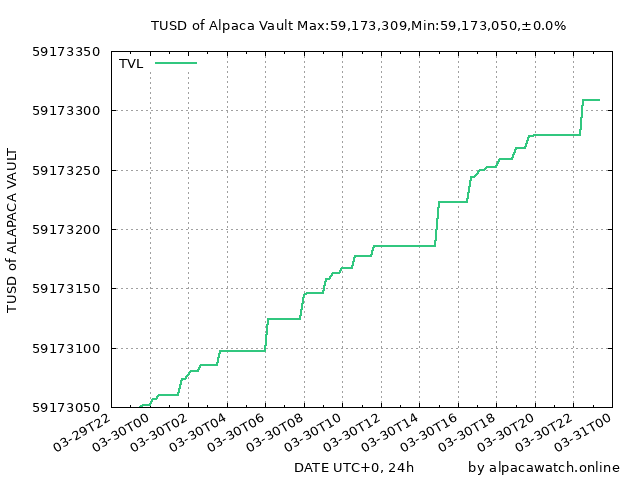 TUSD of Alpaca Vault Max:59,173,309,Min:59,173,050,±0.0%
TVL
59173350
59173300
59173250
59173200
59173150
59173100
59173050
TUSD of ALAPACA VAULT
03-29T22
03-30T00
03-30T02
03-30T04
03-30T06
03-30T08
03-30T10
03-30T12
03-30T14
03-30T16
03-30T18
03-30T20
03-30T22
03-31T00
DATE UTC+0, 24h
by alpacawatch.online